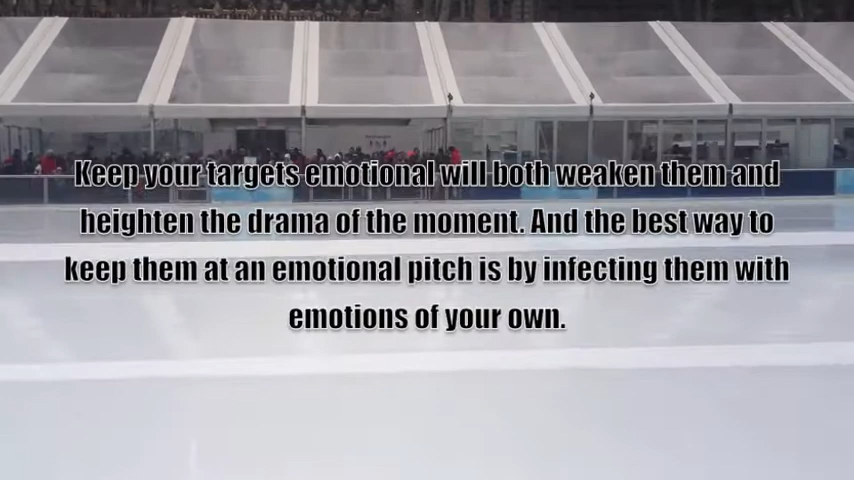 Keep your targets emotional will both weaken them and
heighten the drama of the moment. And the best way to
keep them at an emotional pitch is by infecting them with
emotions of your own.